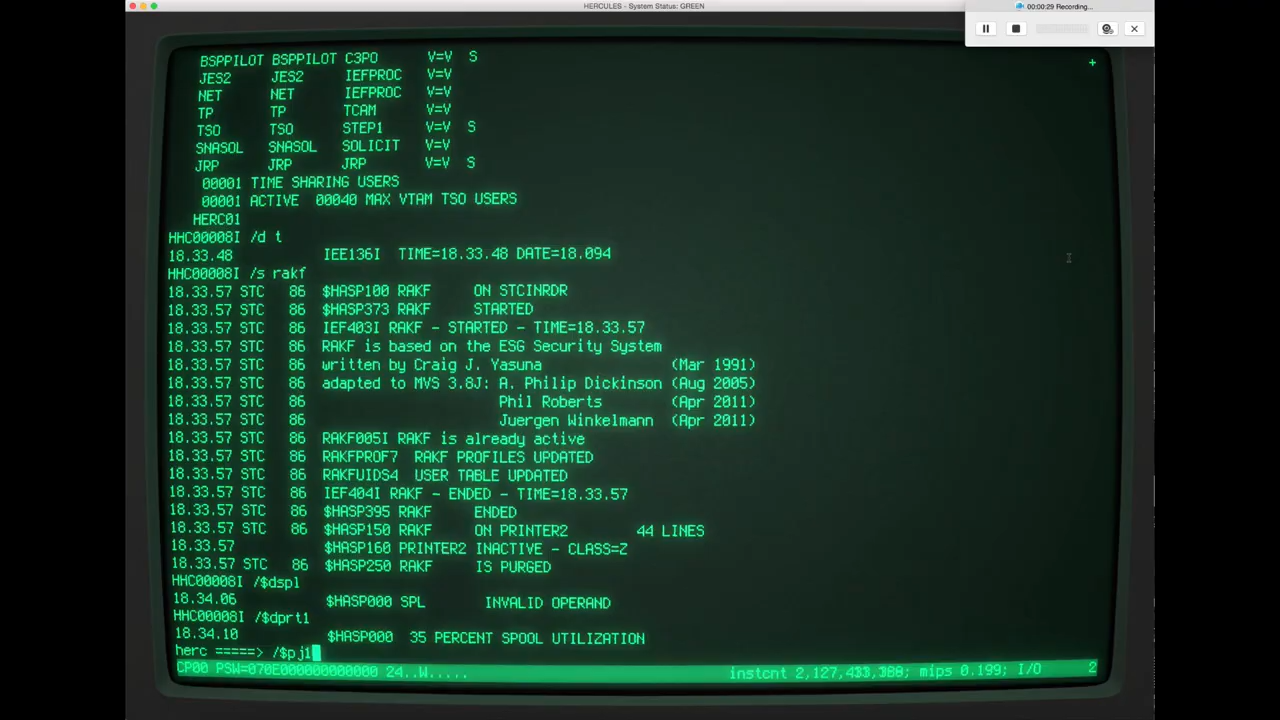 HERCULES - System Status: GREEN
00:00:29 Recording...
BSPPILOT BSPPILOT C3PO V=V S
JES2 JES2 IEFPROC V=V
NET NET IEFPROC V=V
TP TP TCAM V=V
TSO TSO STEP1 V=V S
SNASOL SNASOL SOLICIT V=V
JRP JRP JRP V=V S
00001 TIME SHARING USERS
00001 ACTIVE 00040 MAX VTAM TSO USERS
HERC01
HHC00008I /d t
18.33.48 IEE136I TIME=18.33.48 DATE=18.094
HHC00008I /s rakf
18.33.57 STC 86 $HASP100 RAKF ON STCINRDR
18.33.57 STC 86 $HASP373 RAKF STARTED
18.33.57 STC 86 IEF403I RAKF - STARTED - TIME=18.33.57
18.33.57 STC 86 RAKF is based on the ESG Security System
18.33.57 STC 86 written by Craig J. Yasuna (Mar 1991)
18.33.57 STC 86 adapted to MVS 3.8J: A. Philip Dickinson (Aug 2005)
18.33.57 STC 86 Phil Roberts (Apr 2011)
18.33.57 STC 86 Juergen Winkelmann (Apr 2011)
18.33.57 STC 86 RAKF005I RAKF is already active
18.33.57 STC 86 RAKFPROF7 RAKF PROFILES UPDATED
18.33.57 STC 86 RAKFUIDS4 USER TABLE UPDATED
18.33.57 STC 86 IEF404I RAKF - ENDED - TIME=18.33.57
18.33.57 STC 86 $HASP395 RAKF ENDED
18.33.57 STC 86 $HASP150 RAKF ON PRINTER2 44 LINES
18.33.57 $HASP160 PRINTER2 INACTIVE - CLASS=Z
18.33.57 STC 86 $HASP250 RAKF IS PURGED
HHC00008I /$dspl
18.34.06 $HASP000 SPL INVALID OPERAND
HHC00008I /$dprt1
18.34.10 $HASP000 35 PERCENT SPOOL UTILIZATION
herc =====> /$pj1
CP00 PSW=070E000000000000 24..W..... instcnt 2,127,433,388; mips 0.199; I/O 2